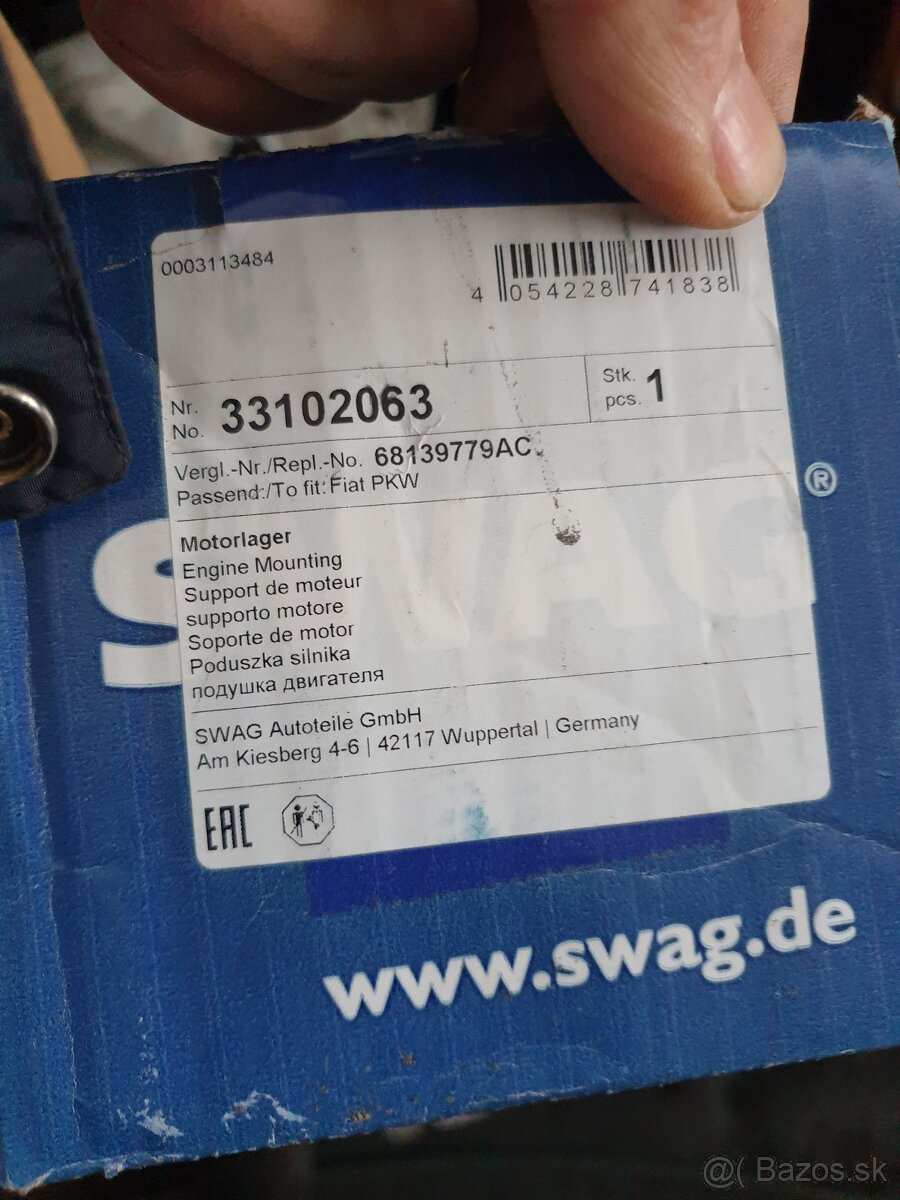 0003113484
4 054228 741838
Nr.
No. 33102063
Stk.
pcs. 1
Vergl.-Nr./Repl.-No. 68139779AC
Passend:/To fit: Fiat PKW
SWAG®
Motorlager
Engine Mounting
Support de moteur
supporto motore
Soporte de motor
Poduszka silnika
подушка двигателя
SWAG Autoteile GmbH
Am Kiesberg 4-6 | 42117 Wuppertal | Germany
EAC
www.swag.de
@( Bazos.sk